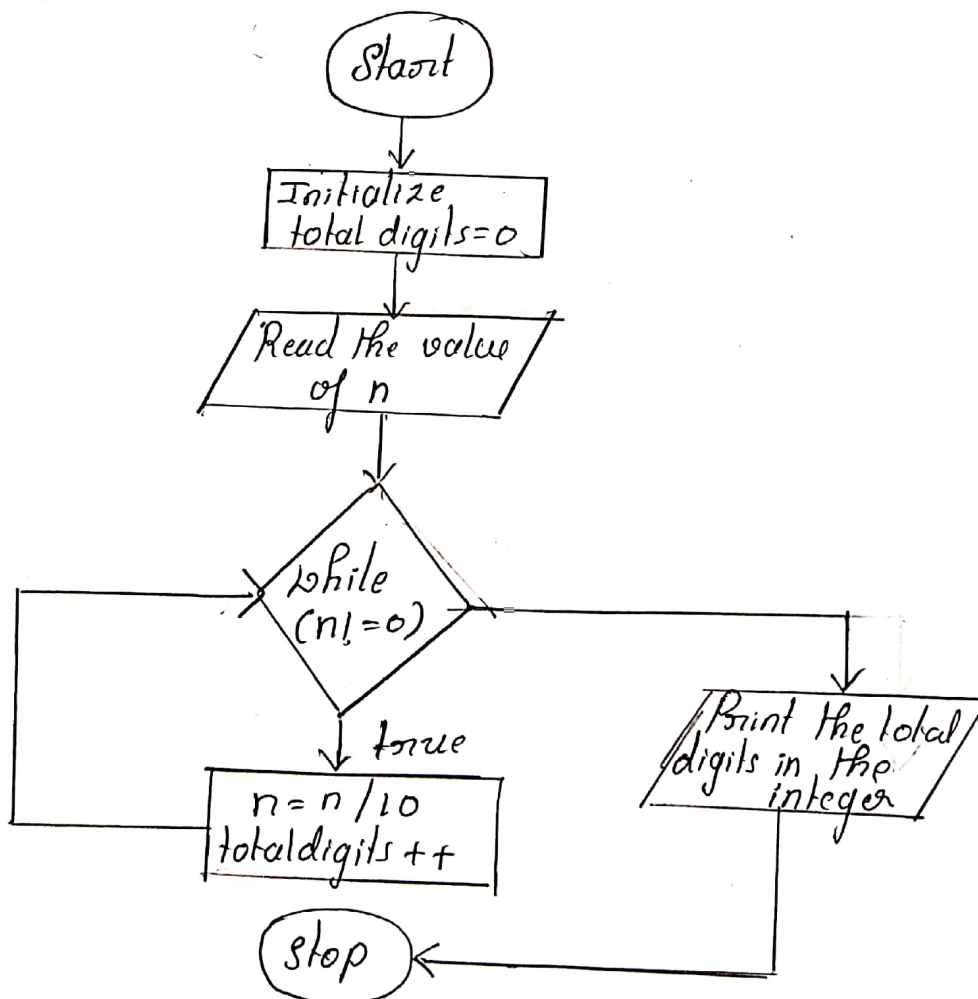 Start
Initialize
total digits=0
Read the value
of n
while
(n!=0)
true
n=n/10
totaldigits++
Print the total
digits in the
integer
stop